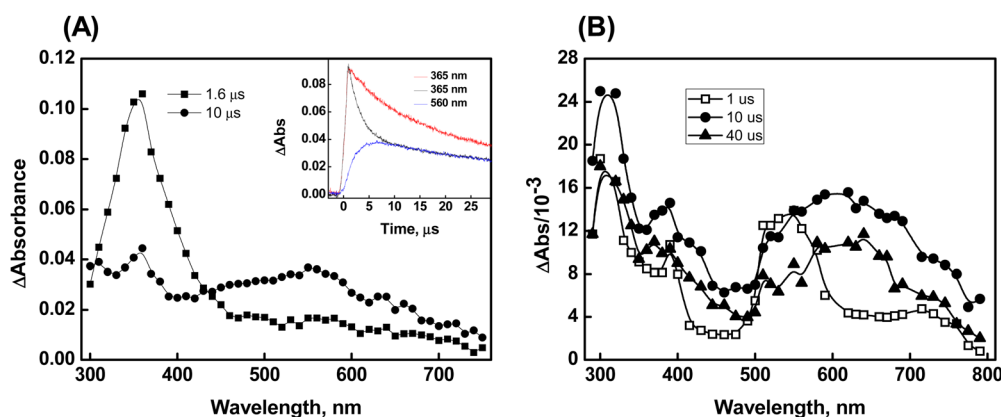 (A)
(B)
0.12
0.10
0.08
0.06
0.04
0.02
0.00
ΔAbsorbance
1.6 μs
10 μs
300 400 500 600 700
Wavelength, nm
0.08
0.06
0.04
0.02
0.00
ΔAbs
365 nm
365 nm
560 nm
0 5 10 15 20 25
Time, μs
28
24
20
16
12
8
4
0
ΔAbs/10⁻³
1 us
10 us
40 us
300 400 500 600 700 800
Wavelength, nm